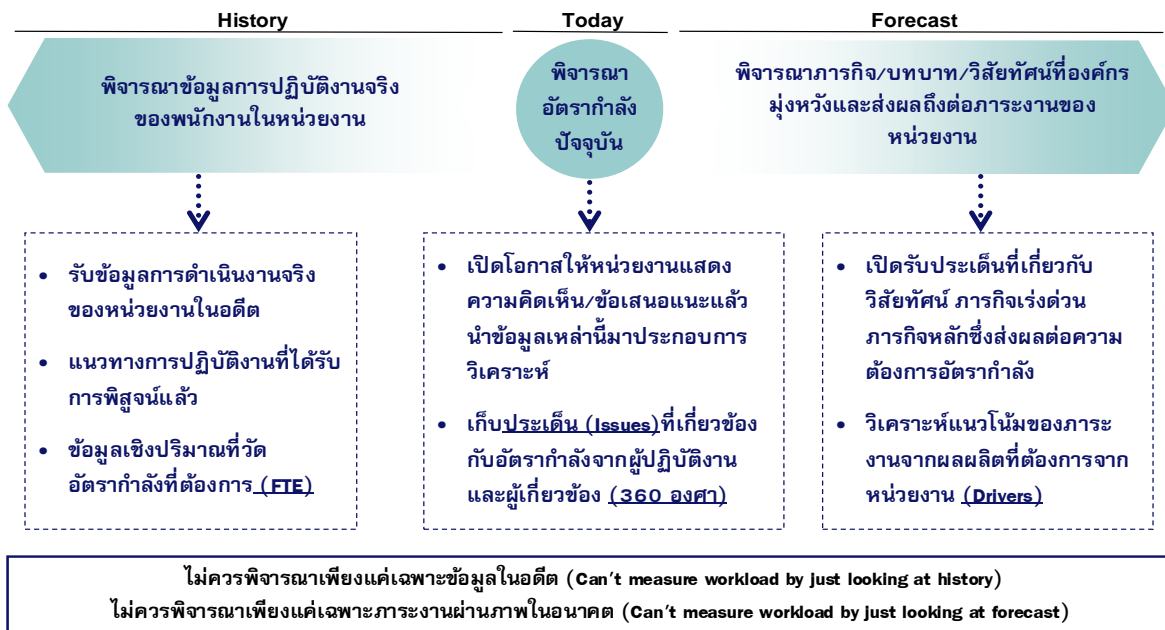 History
Today
Forecast
พิจารณาข้อมูลการปฏิบัติงานจริง
ของพนักงานในหน่วยงาน
พิจารณา
อัตรากำลัง
ปัจจุบัน
พิจารณาภารกิจ/บทบาท/วิสัยทัศน์ที่องค์กร
มุ่งหวังและส่งผลถึงต่อภาระงานของ
หน่วยงาน
• รับข้อมูลการดำเนินงานจริง
ของหน่วยงานในอดีต
• แนวทางการปฏิบัติงานที่ได้รับ
การพิสูจน์แล้ว
• ข้อมูลเชิงปริมาณที่วัด
อัตรากำลังที่ต้องการ (FTE)
• เปิดโอกาสให้หน่วยงานแสดง
ความคิดเห็น/ข้อเสนอแนะแล้ว
นำข้อมูลเหล่านี้มาประกอบการ
วิเคราะห์
• เก็บประเด็น (Issues)ที่เกี่ยวข้อง
กับอัตรากำลังจากผู้ปฏิบัติงาน
และผู้เกี่ยวข้อง (360 องศา)
• เปิดรับประเด็นที่เกี่ยวกับ
วิสัยทัศน์ ภารกิจเร่งด่วน
ภารกิจหลักซึ่งส่งผลต่อความ
ต้องการอัตรากำลัง
• วิเคราะห์แนวโน้มของภาระ
งานจากผลผลิตที่ต้องการจาก
หน่วยงาน (Drivers)
ไม่ควรพิจารณาเพียงแค่เฉพาะข้อมูลในอดีต (Can't measure workload by just looking at history)
ไม่ควรพิจารณาเพียงแค่เฉพาะภาระงานผ่านภาพในอนาคต (Can't measure workload by just looking at forecast)